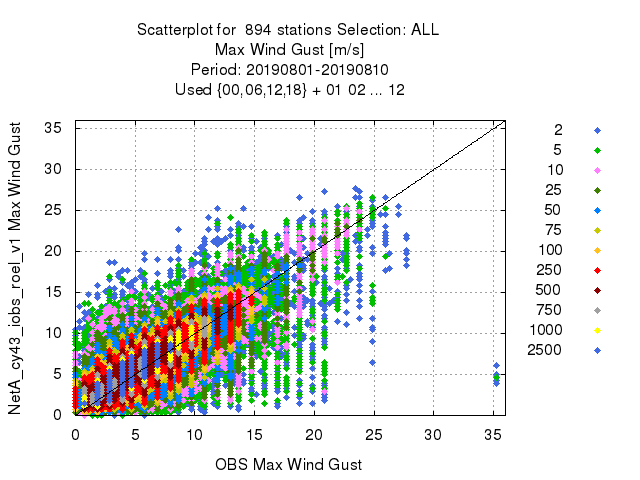 Scatterplot for 894 stations Selection: ALL
Max Wind Gust [m/s]
Period: 20190801-20190810
Used {00,06,12,18} + 01 02 ... 12
NetA_cy43_iobs_roel_v1 Max Wind Gust
35
30
25
20
15
10
5
0
0 5 10 15 20 25 30 35
OBS Max Wind Gust
2
5
10
25
50
75
100
250
500
750
1000
2500